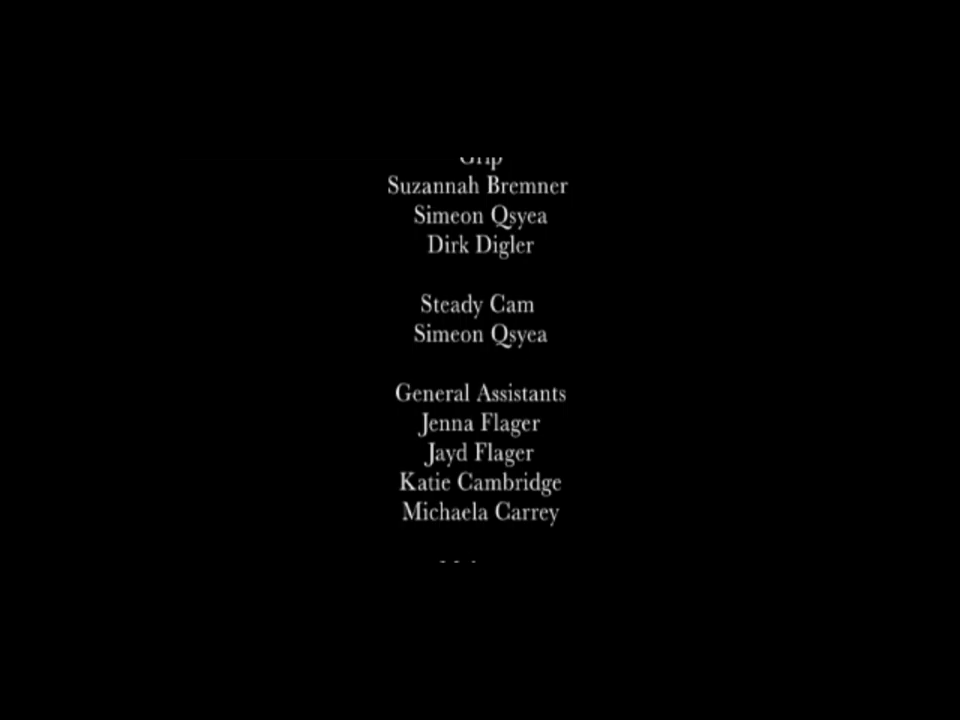 Grip
Suzannah Bremner
Simeon Qsyea
Dirk Digler
Steady Cam
Simeon Qsyea
General Assistants
Jenna Flager
Jayd Flager
Katie Cambridge
Michaela Carrey